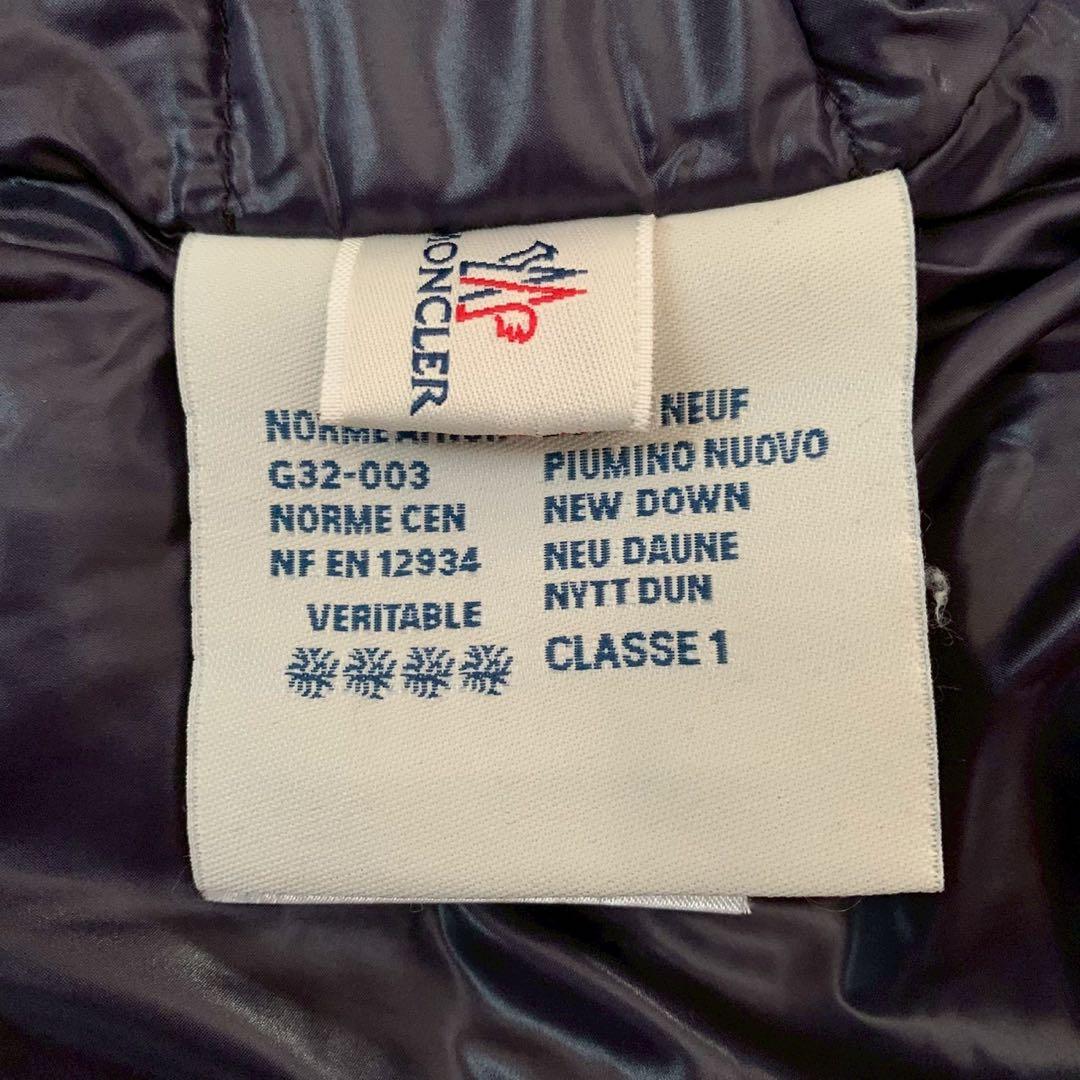 MONCLER
NORME
G32-003
NORME CEN
NF EN 12934
VERITABLE
NEUF
PIUMINO NUOVO
NEW DOWN
NEU DAUNE
NYTT DUN
CLASSE 1